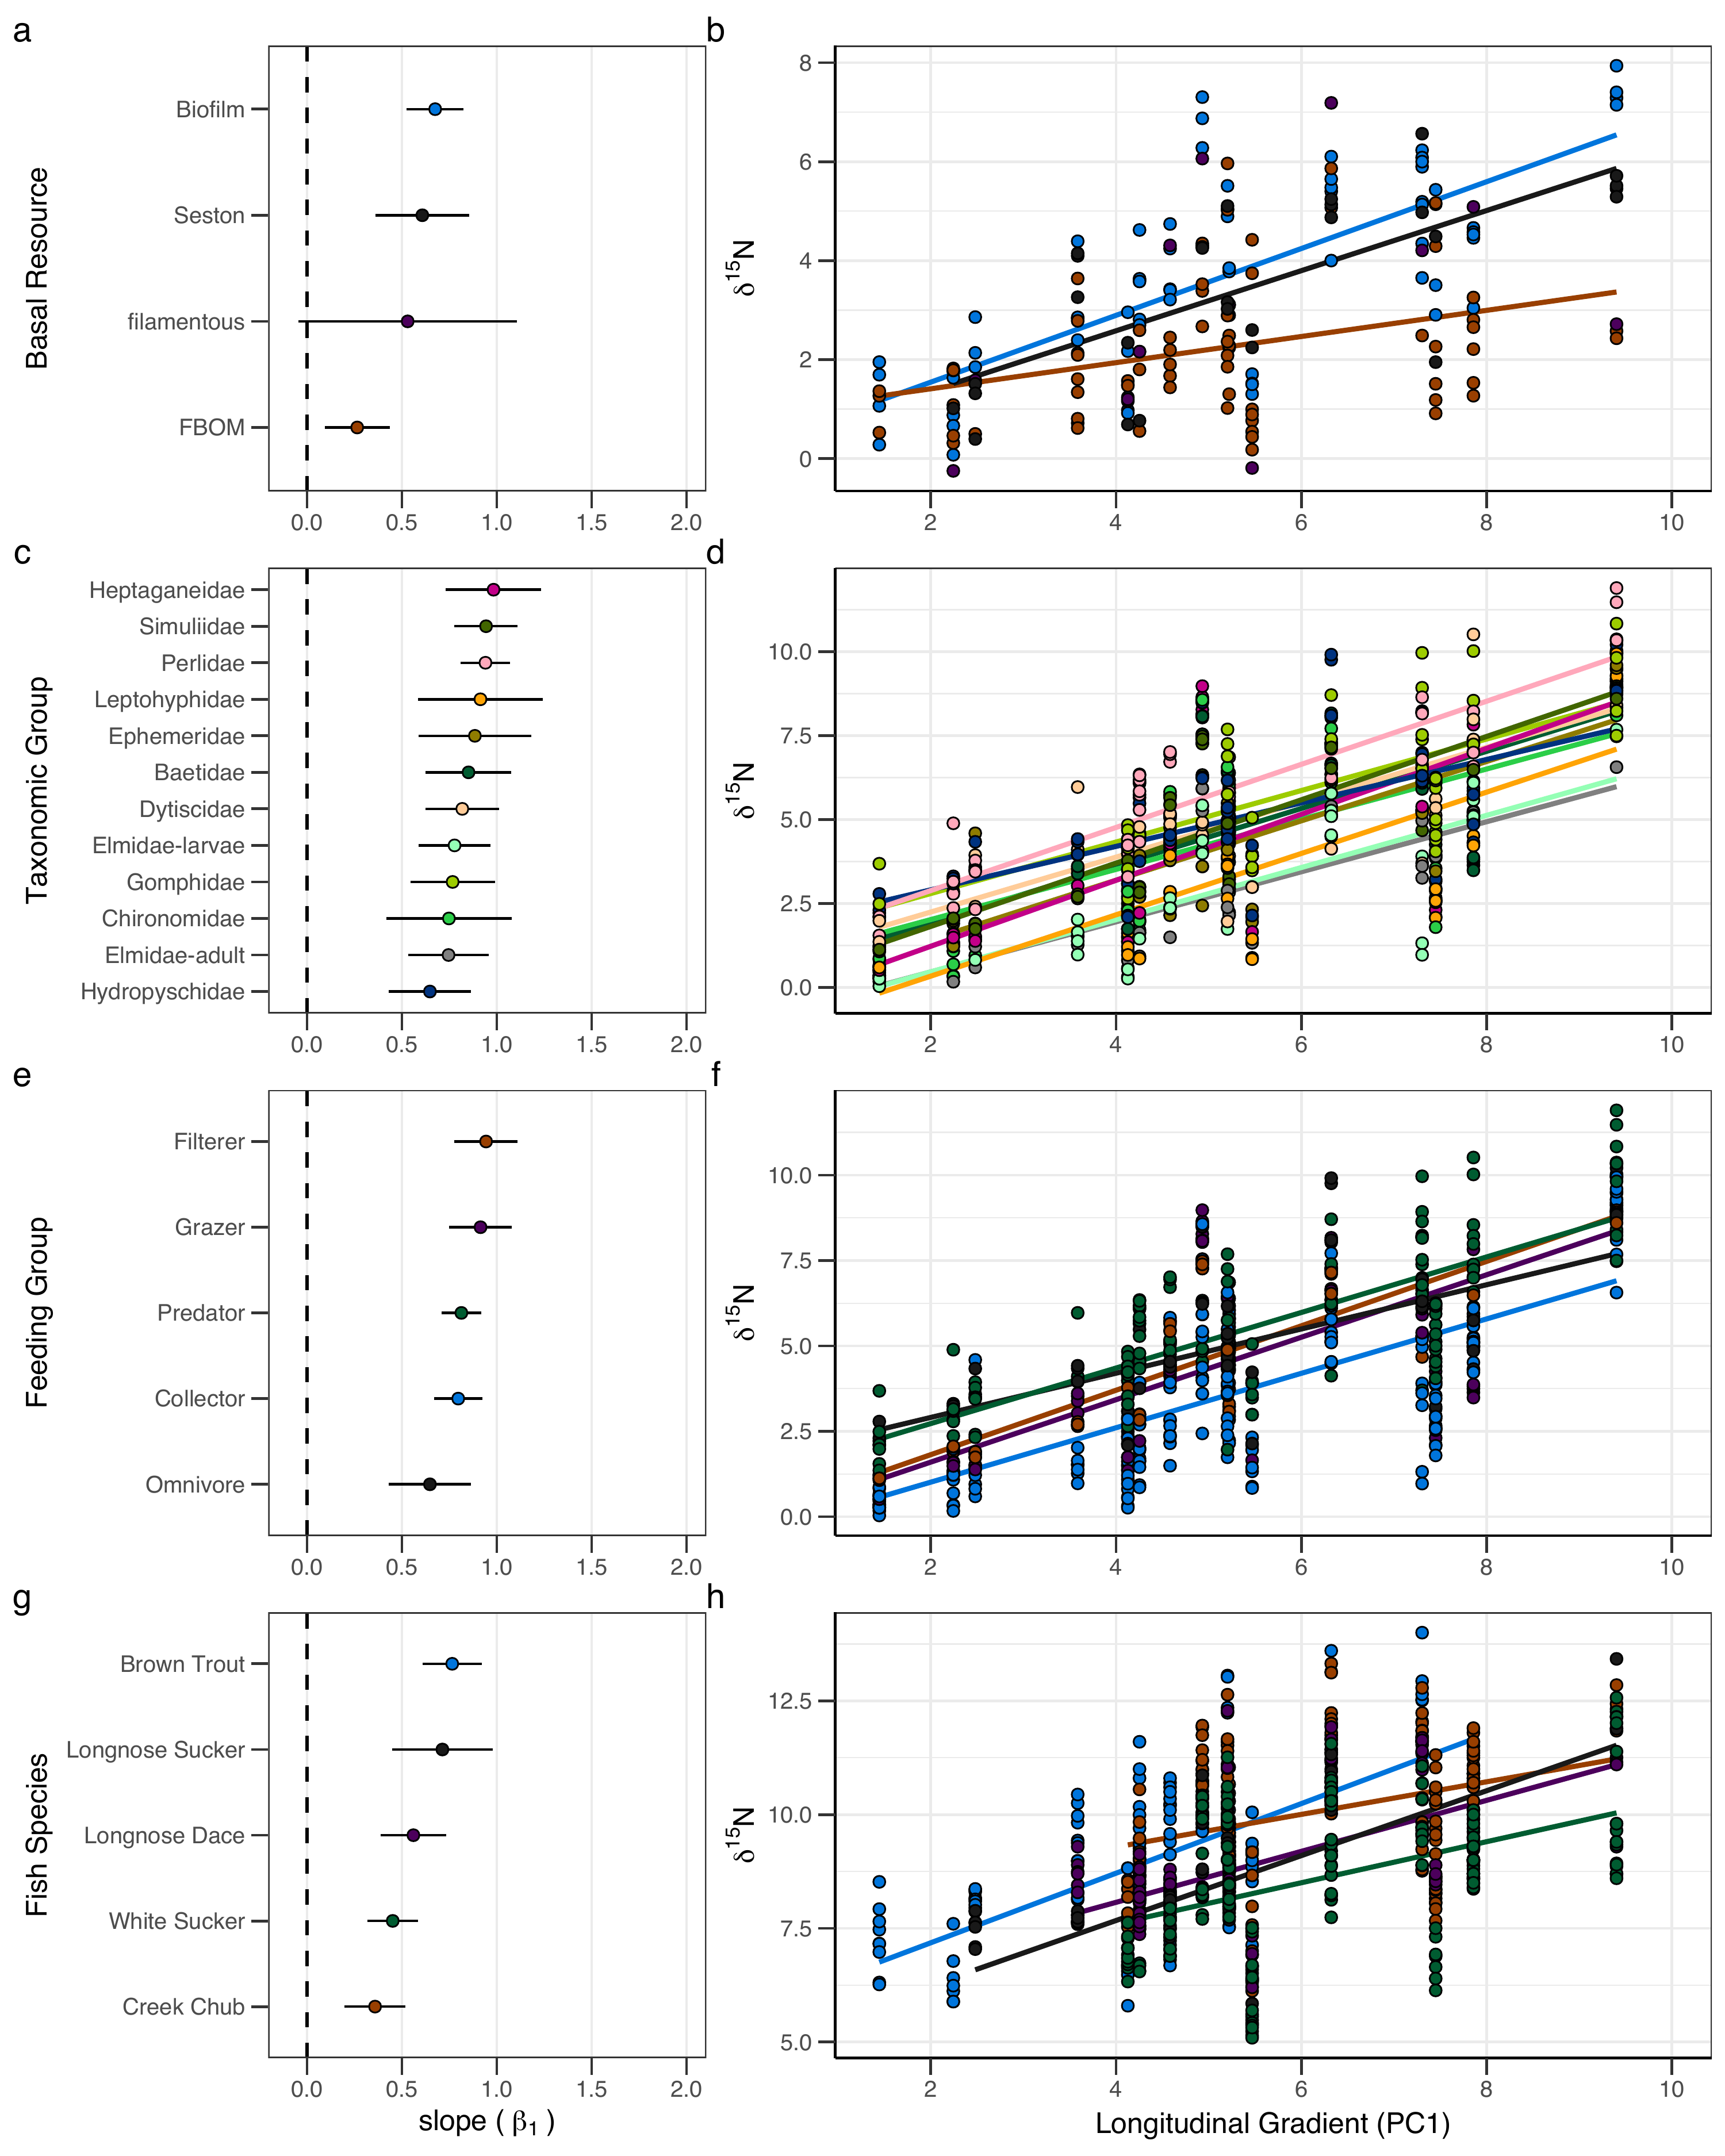 a
b
Basal Resource
Biofilm
Seston
filamentous
FBOM
0.0 0.5 1.0 1.5 2.0
δ15N
8
6
4
2
0
2 4 6 8 10
c
d
Taxonomic Group
Heptaganeidae
Simuliidae
Perlidae
Leptohyphidae
Ephemeridae
Baetidae
Dytiscidae
Elmidae-larvae
Gomphidae
Chironomidae
Elmidae-adult
Hydropyschidae
0.0 0.5 1.0 1.5 2.0
δ15N
10.0
7.5
5.0
2.5
0.0
2 4 6 8 10
e
f
Feeding Group
Filterer
Grazer
Predator
Collector
Omnivore
0.0 0.5 1.0 1.5 2.0
δ15N
10.0
7.5
5.0
2.5
0.0
2 4 6 8 10
g
h
Fish Species
Brown Trout
Longnose Sucker
Longnose Dace
White Sucker
Creek Chub
0.0 0.5 1.0 1.5 2.0
slope ( β1 )
δ15N
12.5
10.0
7.5
5.0
2 4 6 8 10
Longitudinal Gradient (PC1)